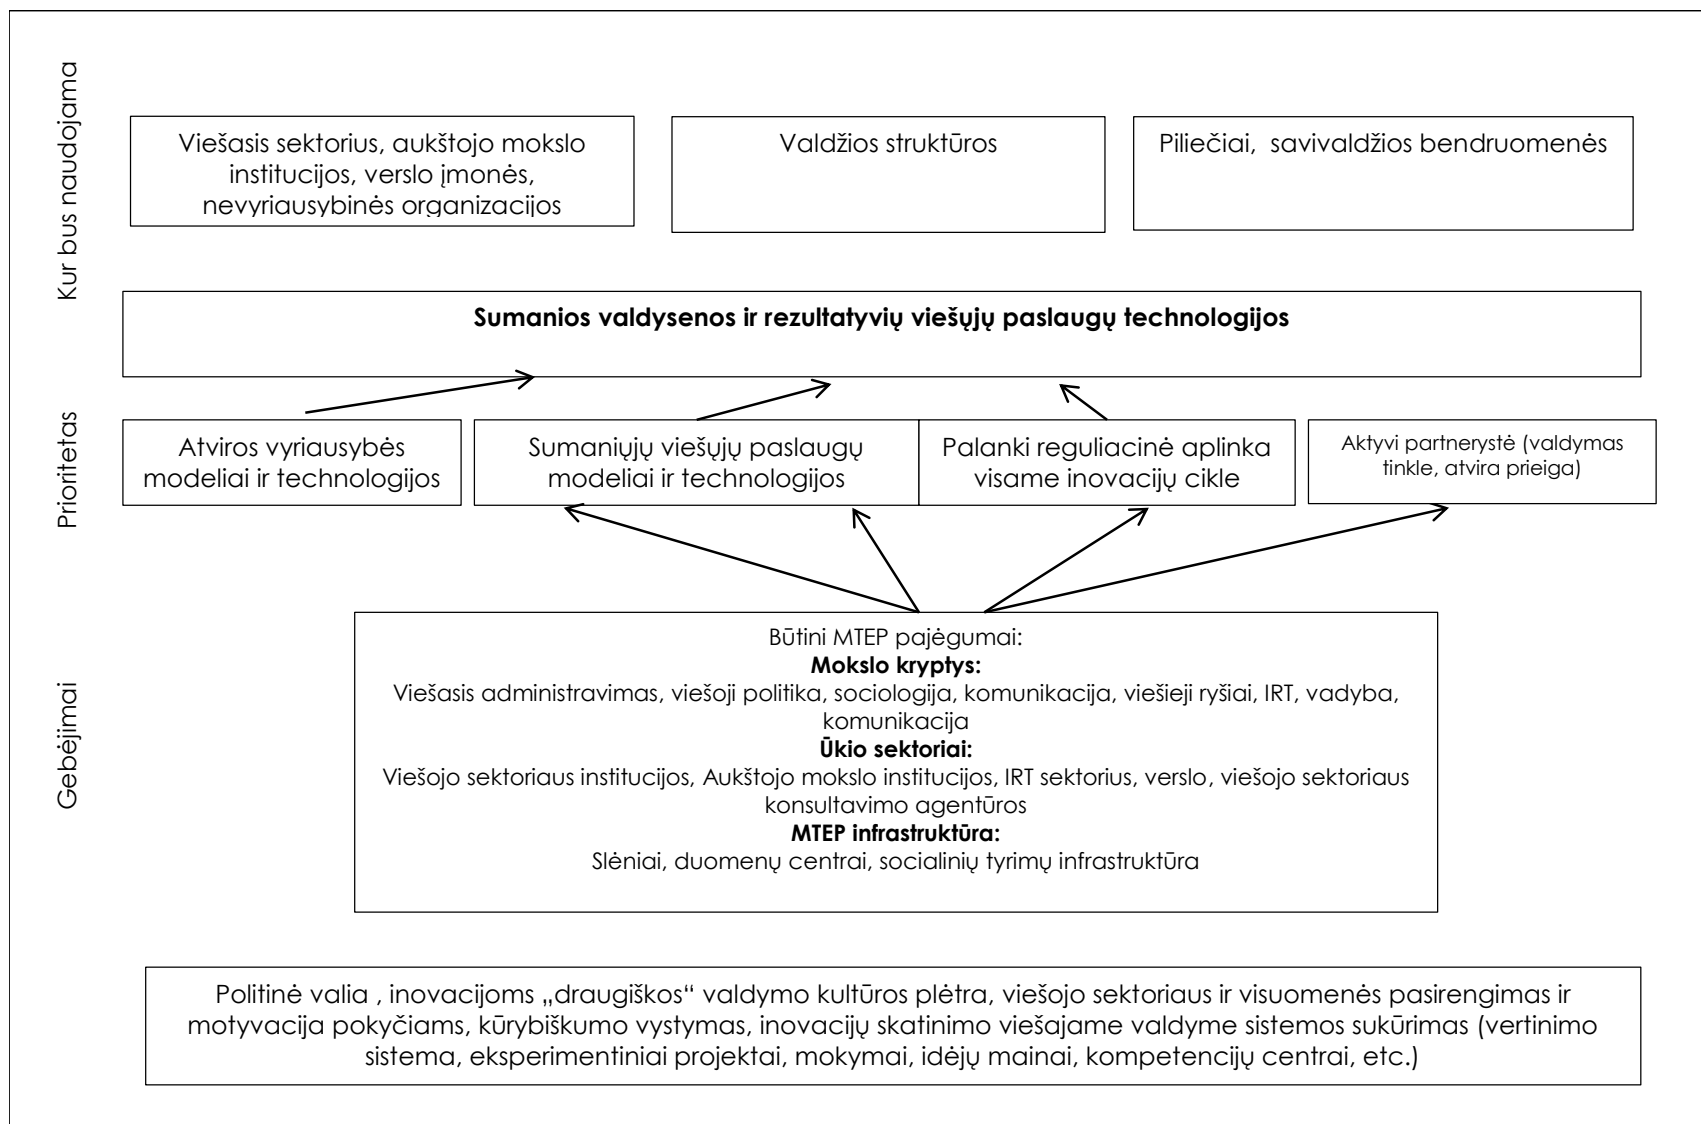 Kur bus naudojama
Viešasis sektorius, aukštojo mokslo
institucijos, verslo įmonės,
nevyriausybinės organizacijos
Valdžios struktūros
Piliečiai, savivaldžios bendruomenės
Sumanios valdysenos ir rezultatyvių viešųjų paslaugų technologijos
Prioritetas
Atviros vyriausybės
modeliai ir technologijos
Sumaniųjų viešųjų paslaugų
modeliai ir technologijos
Palanki reguliacinė aplinka
visame inovacijų cikle
Aktyvi partnerystė (valdymas
tinkle, atvira prieiga)
Gebėjimai
Būtini MTEP pajėgumai:
Mokslo kryptys:
Viešasis administravimas, viešoji politika, sociologija, komunikacija, viešieji ryšiai, IRT, vadyba,
komunikacija
Ūkio sektoriai:
Viešojo sektoriaus institucijos, Aukštojo mokslo institucijos, IRT sektorius, verslo, viešojo sektoriaus
konsultavimo agentūros
MTEP infrastruktūra:
Slėniai, duomenų centrai, socialinių tyrimų infrastruktūra
Politinė valia , inovacijoms „draugiškos“ valdymo kultūros plėtra, viešojo sektoriaus ir visuomenės pasirengimas ir
motyvacija pokyčiams, kūrybiškumo vystymas, inovacijų skatinimo viešajame valdyme sistemos sukūrimas (vertinimo
sistema, eksperimentiniai projektai, mokymai, idėjų mainai, kompetencijų centrai, etc.)